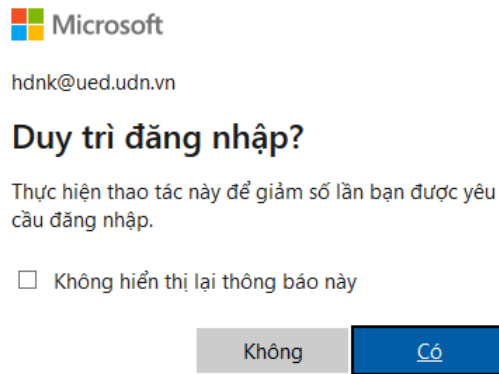 Microsoft
hdnk@ued.udn.vn
Duy trì đăng nhập?
Thực hiện thao tác này để giảm số lần bạn được yêu
cầu đăng nhập.
Không hiển thị lại thông báo này
Không
Có